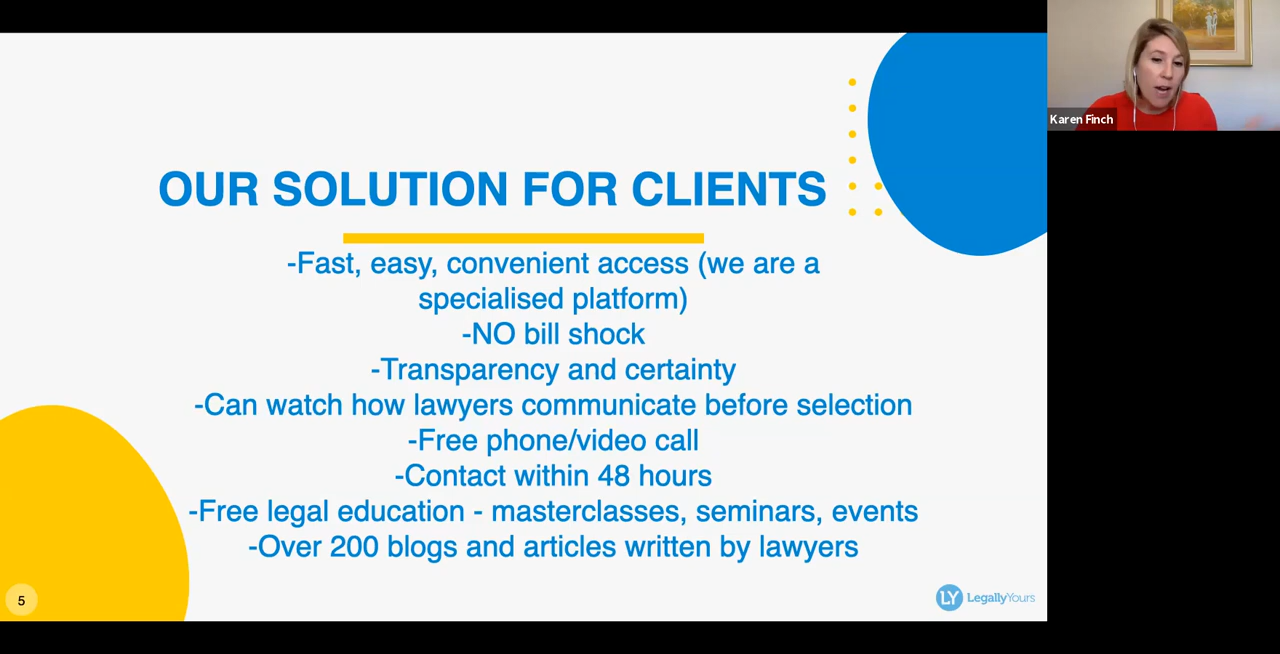 OUR SOLUTION FOR CLIENTS
-Fast, easy, convenient access (we are a
specialised platform)
-NO bill shock
-Transparency and certainty
-Can watch how lawyers communicate before selection
-Free phone/video call
-Contact within 48 hours
-Free legal education - masterclasses, seminars, events
-Over 200 blogs and articles written by lawyers
5
LY LegallyYours
Karen Finch